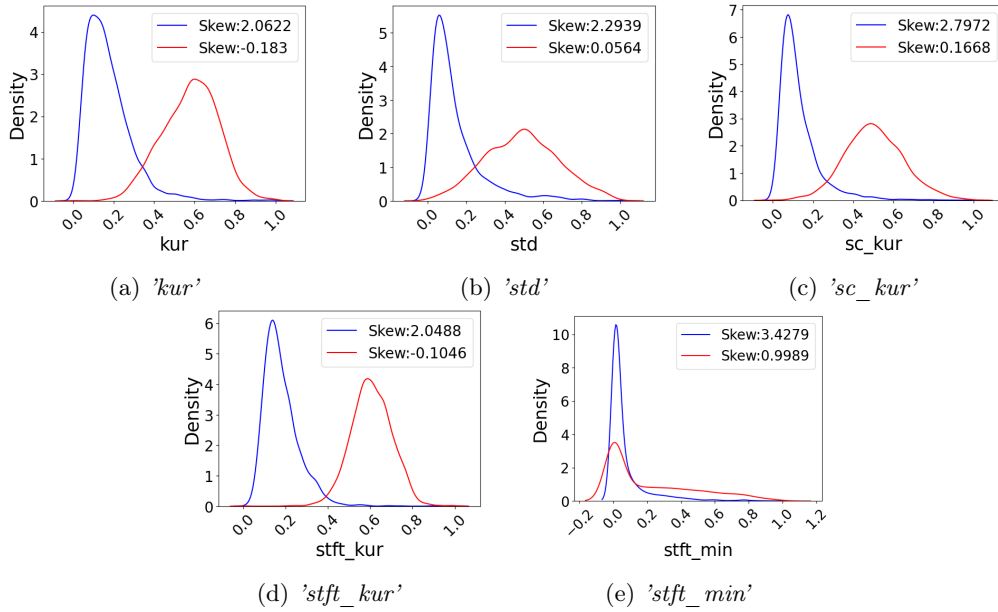 Density
4
3
2
1
0
Skew:2.0622
Skew:-0.183
0.0 0.2 0.4 0.6 0.8 1.0
kur
(a) 'kur'
Density
5
4
3
2
1
0
Skew:2.2939
Skew:0.0564
0.0 0.2 0.4 0.6 0.8 1.0
std
(b) 'std'
Density
7
6
5
4
3
2
1
0
Skew:2.7972
Skew:0.1668
0.0 0.2 0.4 0.6 0.8 1.0
sc_kur
(c) 'sc_kur'
Density
6
5
4
3
2
1
0
Skew:2.0488
Skew:-0.1046
0.0 0.2 0.4 0.6 0.8 1.0
stft_kur
(d) 'stft_kur'
Density
10
8
6
4
2
0
Skew:3.4279
Skew:0.9989
−0.2 0.0 0.2 0.4 0.6 0.8 1.0 1.2
stft_min
(e) 'stft_min'